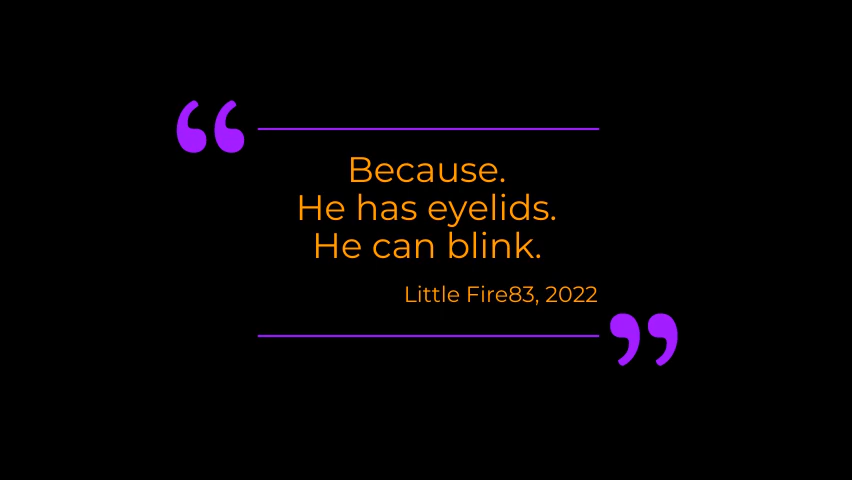 “
Because.
He has eyelids.
He can blink.
Little Fire83, 2022
”